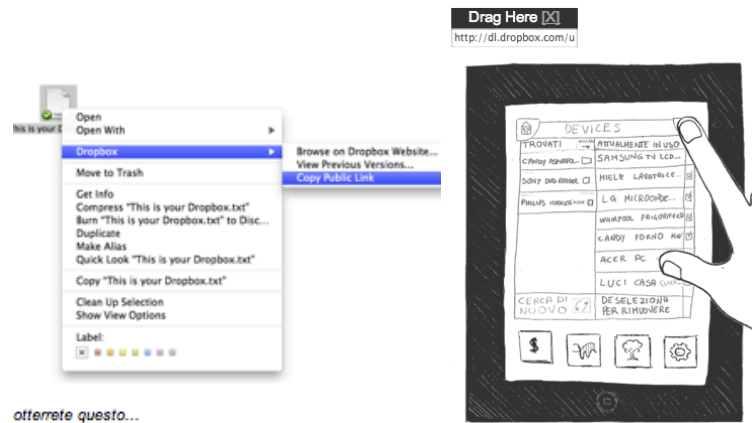 Drag Here [X]
http://dl.dropbox.com/u
This is your D
Open
Open With
Dropbox
Browse on Dropbox Website...
View Previous Versions...
Copy Public Link
Move to Trash
Get Info
Compress "This is your Dropbox.txt"
Burn "This is your Dropbox.txt" to Disc...
Duplicate
Make Alias
Quick Look "This is your Dropbox.txt"
Copy "This is your Dropbox.txt"
Clean Up Selection
Show View Options
Label:
otterrete questo...
DEVICES
TROVATI
CANDY
SONY DVD
PHILIPS
ATTUALMENTE IN USO
SAMSUNG TV LCD...
MIELE LAVATRICE...
LG MICROONDE...
WHIRPOOL FRIGORIFERO
CANDY FORNO
ACER PC
LUCI CASA
CERCA DI
NUOVO
DESELEZIONA
PER RIMUOVERE
$